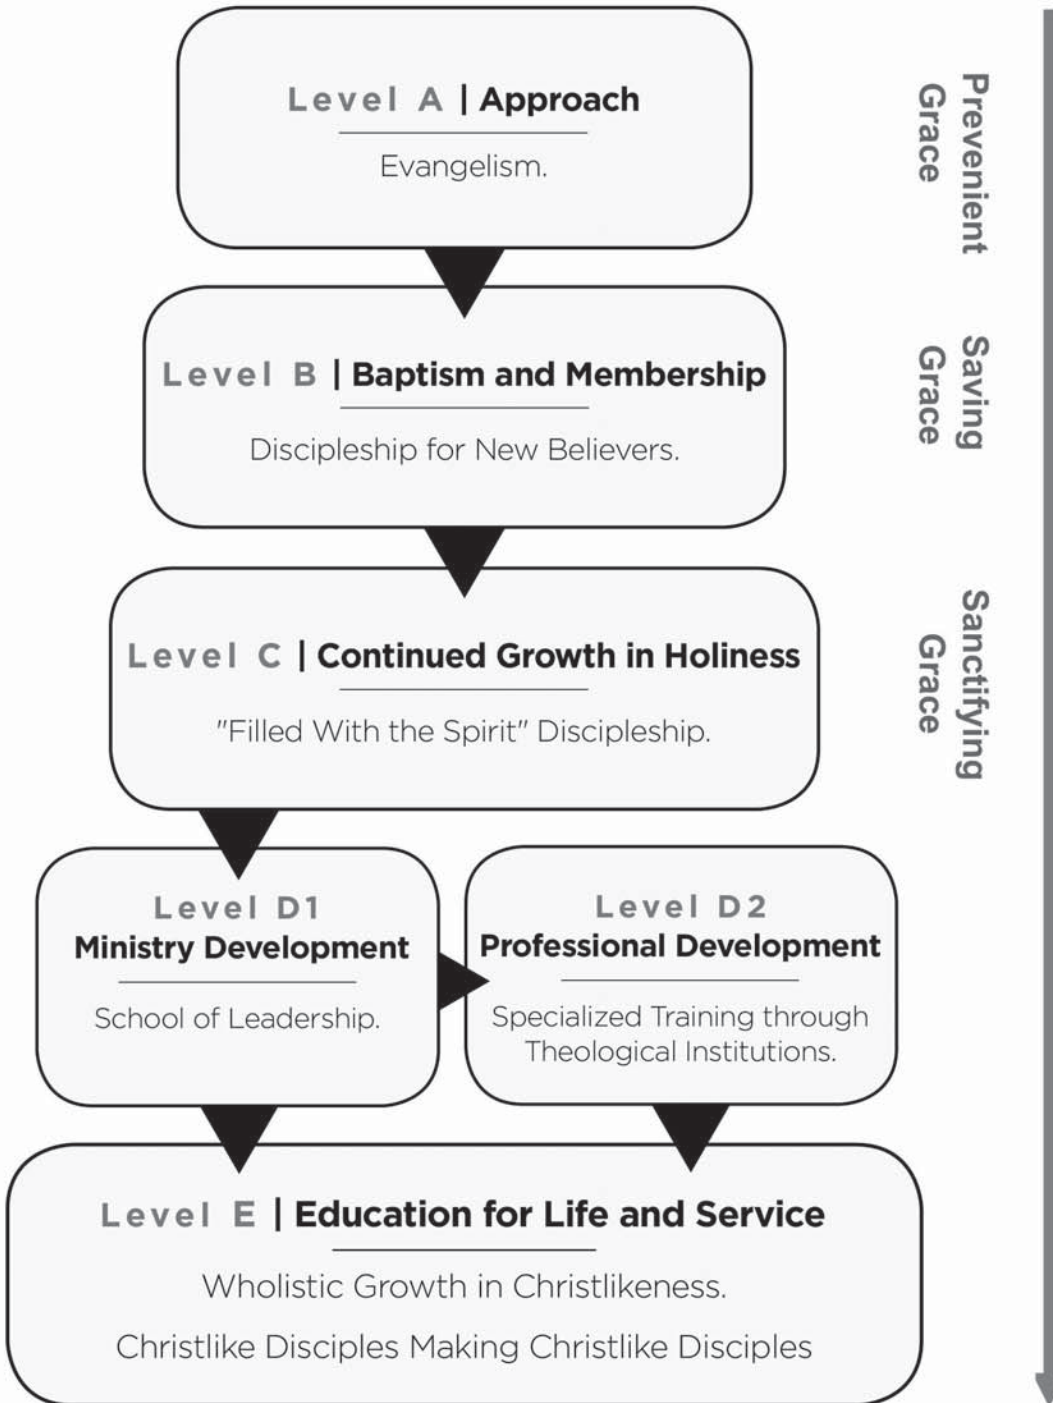 Level A | Approach
Evangelism.
Prevenient
Grace
Level B | Baptism and Membership
Discipleship for New Believers.
Saving
Grace
Level C | Continued Growth in Holiness
"Filled With the Spirit" Discipleship.
Sanctifying
Grace
Level D1
Ministry Development
School of Leadership.
Level D2
Professional Development
Specialized Training through
Theological Institutions.
Level E | Education for Life and Service
Wholistic Growth in Christlikeness.
Christlike Disciples Making Christlike Disciples